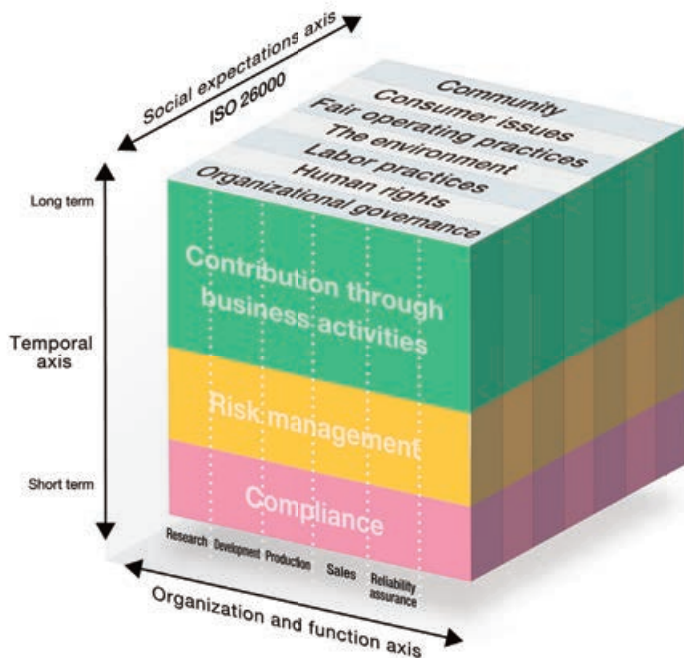 Social expectations axis
ISO 26000
Community
Consumer issues
Fair operating practices
The environment
Labor practices
Human rights
Organizational governance
Long term
Temporal
axis
Short term
Contribution through
business activities
Risk management
Compliance
Research
Development
Production
Sales
Reliability
assurance
Organization and function axis